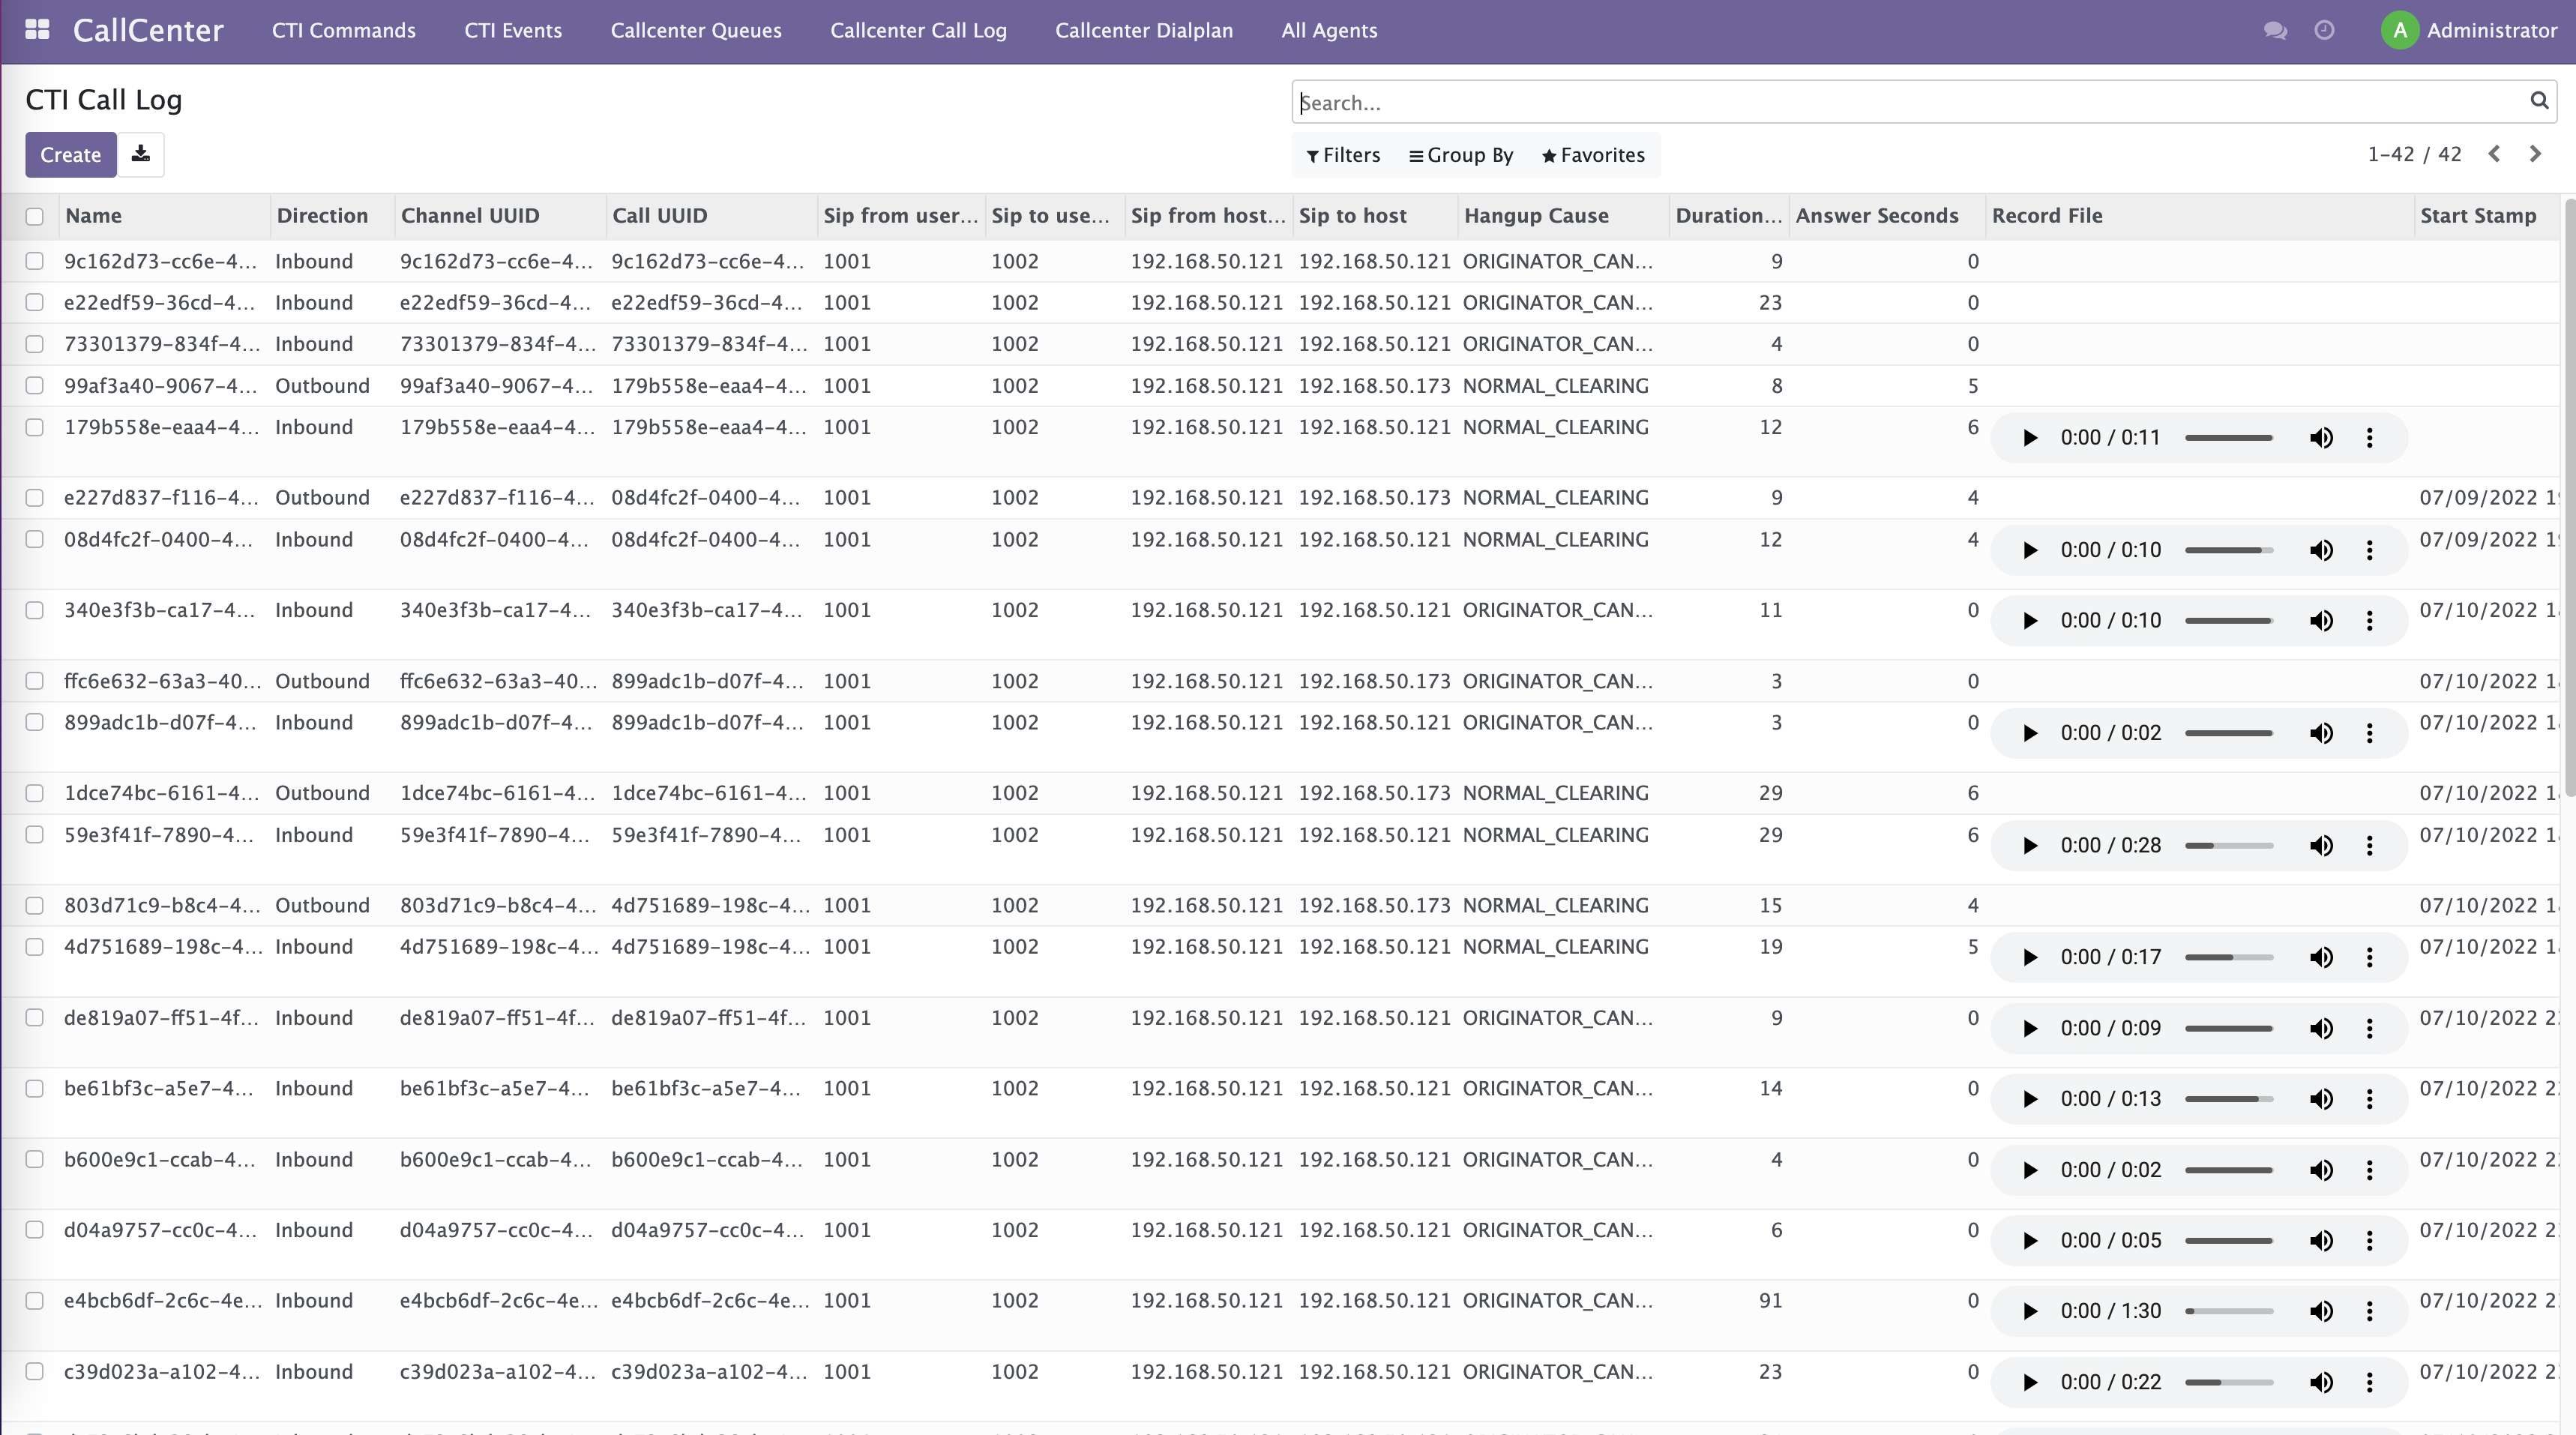 CallCenter CTI Commands CTI Events Callcenter Queues Callcenter Call Log Callcenter Dialplan All Agents A Administrator
CTI Call Log Search...
Create Filters Group By Favorites 1-42 / 42
Name Direction Channel UUID Call UUID Sip from user... Sip to use... Sip from host... Sip to host Hangup Cause Duration... Answer Seconds Record File Start Stamp
9c162d73-cc6e-4... Inbound 9c162d73-cc6e-4... 9c162d73-cc6e-4... 1001 1002 192.168.50.121 192.168.50.121 ORIGINATOR_CAN... 9 0
e22edf59-36cd-4... Inbound e22edf59-36cd-4... e22edf59-36cd-4... 1001 1002 192.168.50.121 192.168.50.121 ORIGINATOR_CAN... 23 0
73301379-834f-4... Inbound 73301379-834f-4... 73301379-834f-4... 1001 1002 192.168.50.121 192.168.50.121 ORIGINATOR_CAN... 4 0
99af3a40-9067-4... Outbound 99af3a40-9067-4... 179b558e-eaa4-4... 1001 1002 192.168.50.121 192.168.50.173 NORMAL_CLEARING 8 5
179b558e-eaa4-4... Inbound 179b558e-eaa4-4... 179b558e-eaa4-4... 1001 1002 192.168.50.121 192.168.50.121 NORMAL_CLEARING 12 6 0:00 / 0:11
e227d837-f116-4... Outbound e227d837-f116-4... 08d4fc2f-0400-4... 1001 1002 192.168.50.121 192.168.50.173 NORMAL_CLEARING 9 4 07/09/2022
08d4fc2f-0400-4... Inbound 08d4fc2f-0400-4... 08d4fc2f-0400-4... 1001 1002 192.168.50.121 192.168.50.121 NORMAL_CLEARING 12 4 0:00 / 0:10 07/09/2022
340e3f3b-ca17-4... Inbound 340e3f3b-ca17-4... 340e3f3b-ca17-4... 1001 1002 192.168.50.121 192.168.50.121 ORIGINATOR_CAN... 11 0 0:00 / 0:10 07/10/2022
ffc6e632-63a3-40... Outbound ffc6e632-63a3-40... 899adc1b-d07f-4... 1001 1002 192.168.50.121 192.168.50.173 ORIGINATOR_CAN... 3 0 07/10/2022
899adc1b-d07f-4... Inbound 899adc1b-d07f-4... 899adc1b-d07f-4... 1001 1002 192.168.50.121 192.168.50.121 ORIGINATOR_CAN... 3 0 0:00 / 0:02 07/10/2022
1dce74bc-6161-4... Outbound 1dce74bc-6161-4... 1dce74bc-6161-4... 1001 1002 192.168.50.121 192.168.50.173 NORMAL_CLEARING 29 6 07/10/2022
59e3f41f-7890-4... Inbound 59e3f41f-7890-4... 59e3f41f-7890-4... 1001 1002 192.168.50.121 192.168.50.121 NORMAL_CLEARING 29 6 0:00 / 0:28 07/10/2022
803d71c9-b8c4-4... Outbound 803d71c9-b8c4-4... 4d751689-198c-4... 1001 1002 192.168.50.121 192.168.50.173 NORMAL_CLEARING 15 4 07/10/2022
4d751689-198c-4... Inbound 4d751689-198c-4... 4d751689-198c-4... 1001 1002 192.168.50.121 192.168.50.121 NORMAL_CLEARING 19 5 0:00 / 0:17 07/10/2022
de819a07-ff51-4f... Inbound de819a07-ff51-4f... de819a07-ff51-4f... 1001 1002 192.168.50.121 192.168.50.121 ORIGINATOR_CAN... 9 0 0:00 / 0:09 07/10/2022
be61bf3c-a5e7-4... Inbound be61bf3c-a5e7-4... be61bf3c-a5e7-4... 1001 1002 192.168.50.121 192.168.50.121 ORIGINATOR_CAN... 14 0 0:00 / 0:13 07/10/2022
b600e9c1-ccab-4... Inbound b600e9c1-ccab-4... b600e9c1-ccab-4... 1001 1002 192.168.50.121 192.168.50.121 ORIGINATOR_CAN... 4 0 0:00 / 0:02 07/10/2022
d04a9757-cc0c-4... Inbound d04a9757-cc0c-4... d04a9757-cc0c-4... 1001 1002 192.168.50.121 192.168.50.121 ORIGINATOR_CAN... 6 0 0:00 / 0:05 07/10/2022
e4bcb6df-2c6c-4e... Inbound e4bcb6df-2c6c-4e... e4bcb6df-2c6c-4e... 1001 1002 192.168.50.121 192.168.50.121 ORIGINATOR_CAN... 91 0 0:00 / 1:30 07/10/2022
c39d023a-a102-4... Inbound c39d023a-a102-4... c39d023a-a102-4... 1001 1002 192.168.50.121 192.168.50.121 ORIGINATOR_CAN... 23 0 0:00 / 0:22 07/10/2022